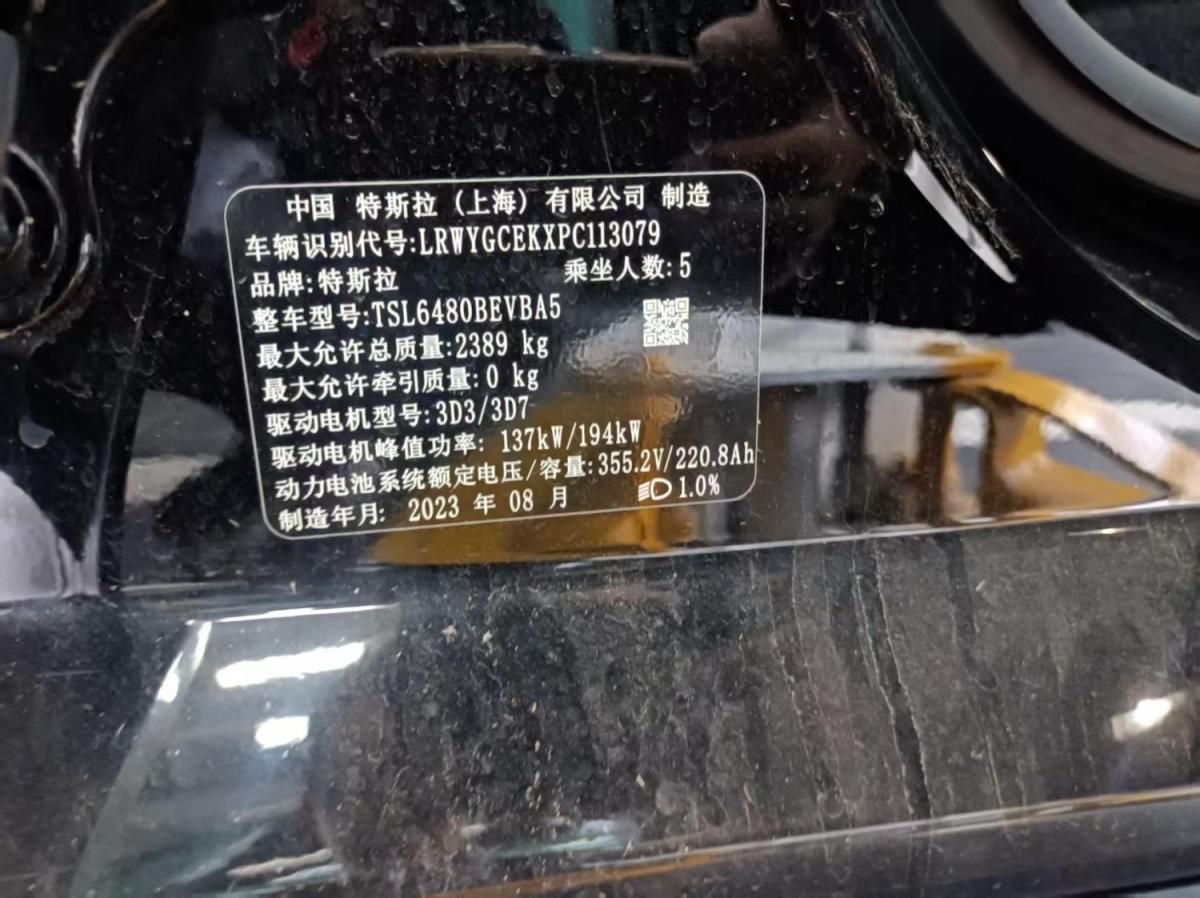 中国 特斯拉（上海）有限公司 制造
车辆识别代号:LRWYGCEKXPC113079
品牌:特斯拉 乘坐人数:5
整车型号:TSL6480BEVBA5
最大允许总质量:2389 kg
最大允许牵引质量:0 kg
驱动电机型号:3D3/3D7
驱动电机峰值功率: 137kW/194kW
动力电池系统额定电压/容量:355.2V/220.8Ah
制造年月: 2023 年 08 月 1.0%